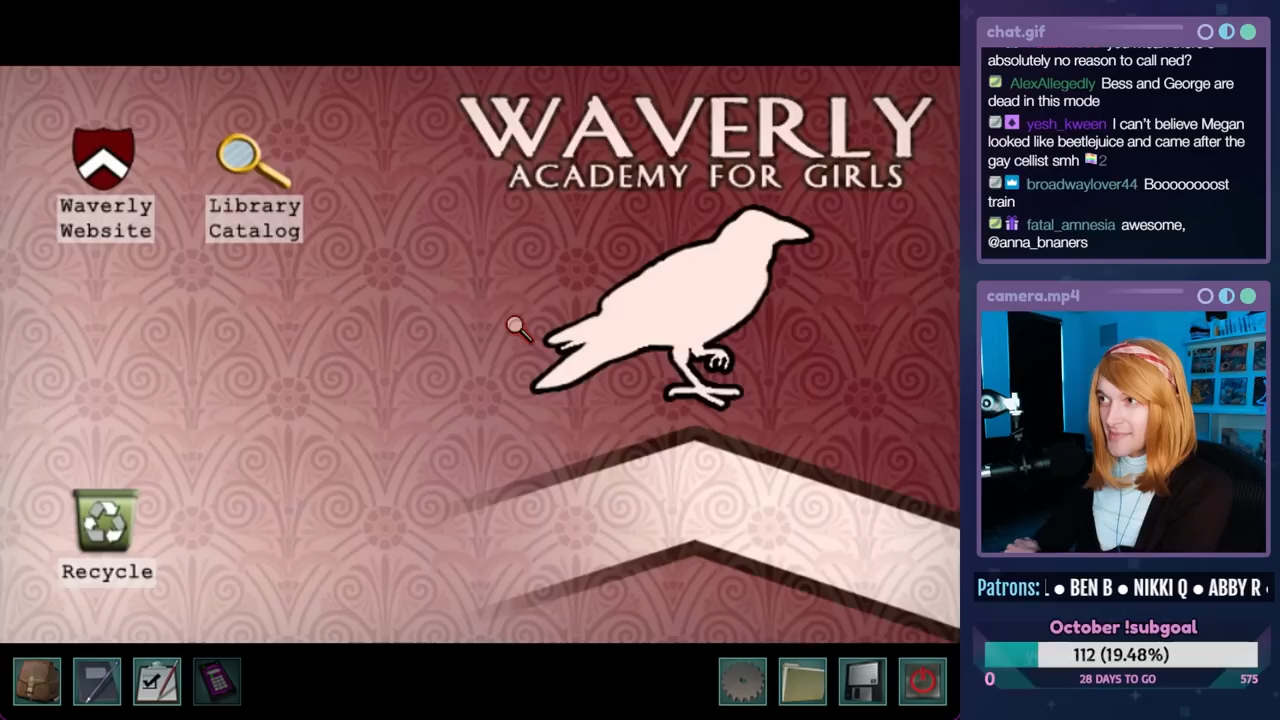 WAVERLY
ACADEMY FOR GIRLS
Waverly
Website
Library
Catalog
Recycle
chat.gif
absolutely no reason to call ned?
AlexAllegedly Bess and George are
dead in this mode
yesh_kween I can't believe Megan
looked like beetlejuice and came after the
gay cellist smh 2
broadwaylover44 Booooooost
train
fatal_amnesia awesome,
@anna_bnaners
camera.mp4
Patrons: ● BEN B ● NIKKI Q ● ABBY R
October !subgoal
112 (19.48%)
0 28 DAYS TO GO 575